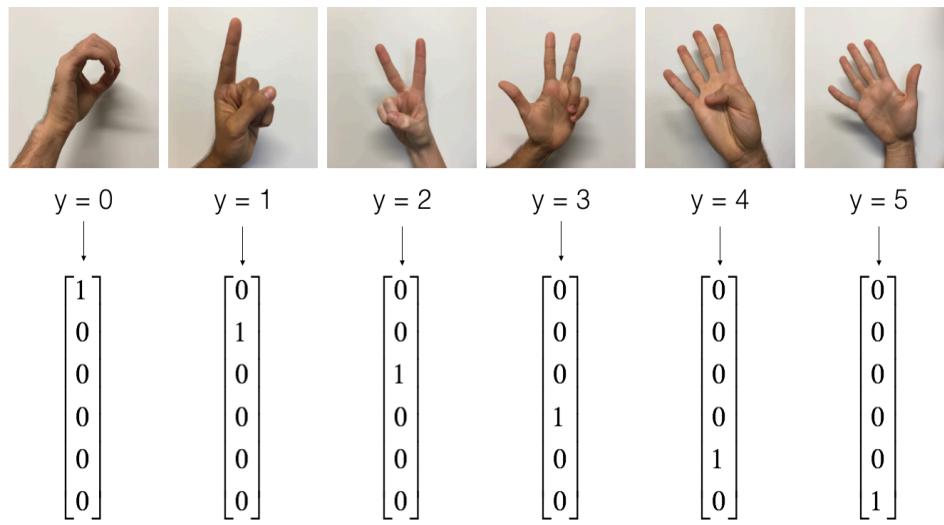 y = 0 y = 1 y = 2 y = 3 y = 4 y = 5
1 0 0 0 0 0
0 1 0 0 0 0
0 0 1 0 0 0
0 0 0 1 0 0
0 0 0 0 1 0
0 0 0 0 0 1